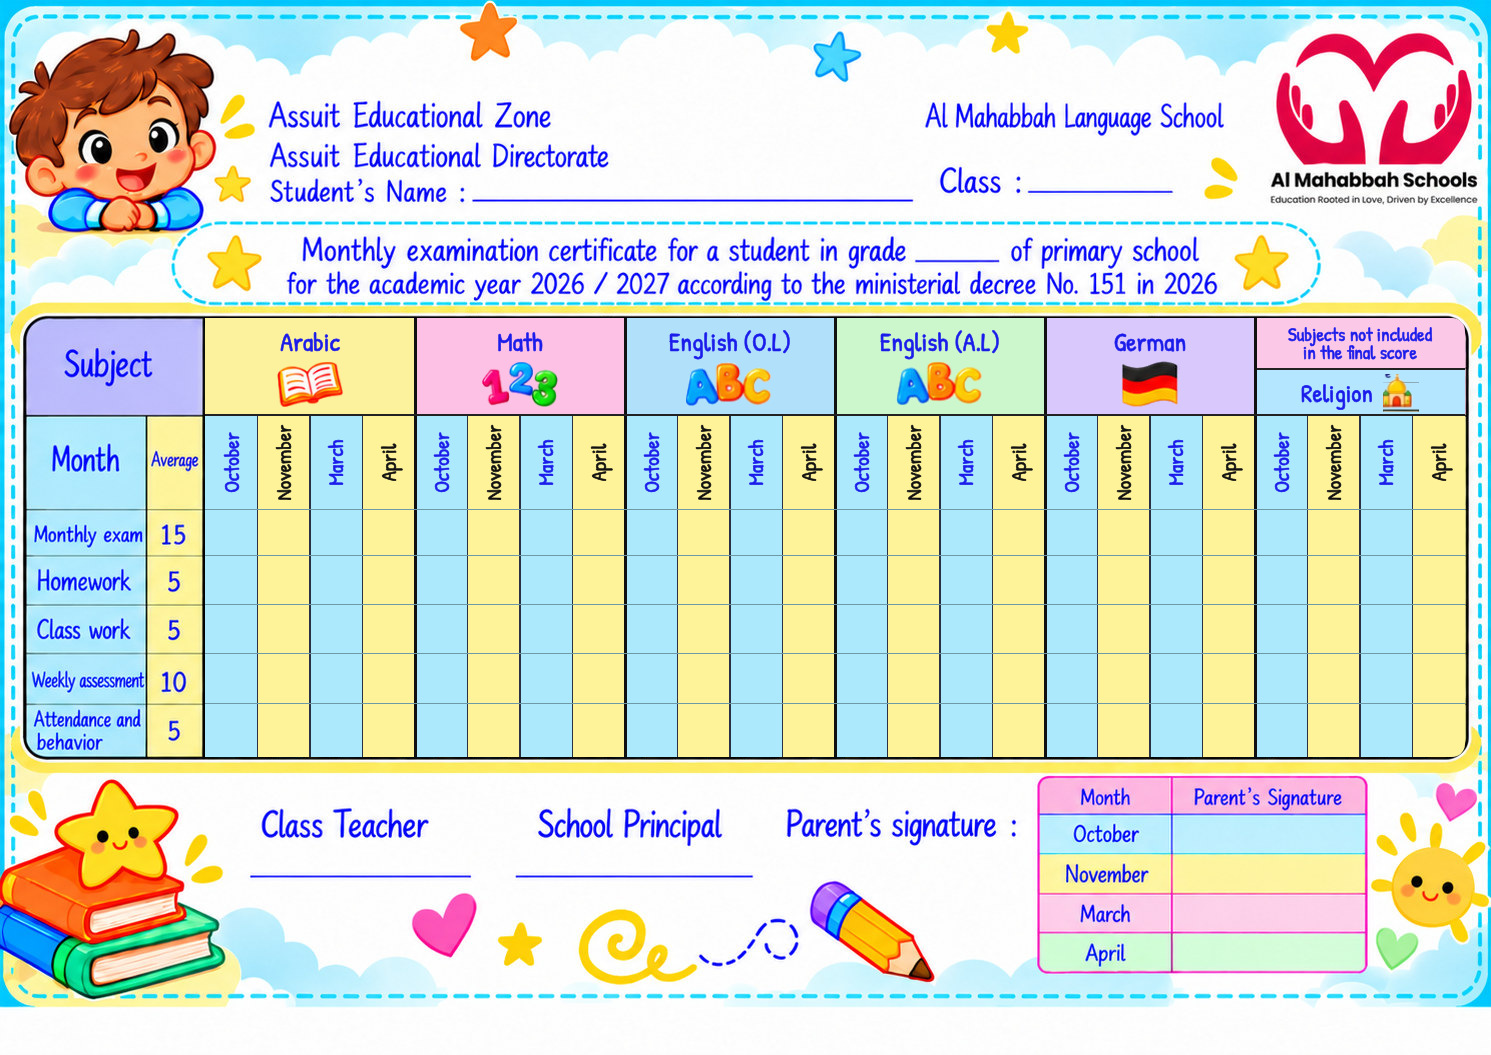 Assuit Educational Zone
Assuit Educational Directorate
Student's Name :
Al Mahabbah Language School
Class :
Al Mahabbah Schools
Education Rooted in Love, Driven by Excellence
Monthly examination certificate for a student in grade ______ of primary school
for the academic year 2026 / 2027 according to the ministerial decree No. 151 in 2026
Subject
Arabic
Math
1 2 3
English (O.L)
ABC
English (A.L)
ABC
German
Subjects not included
in the final score
Religion
Month
Average
October November March April October November March April October November March April October November March April October November March April October November March April
Monthly exam 15
Homework 5
Class work 5
Weekly assessment 10
Attendance and
behavior
5
Class Teacher
School Principal
Parent's signature :
Month Parent's Signature
October
November
March
April